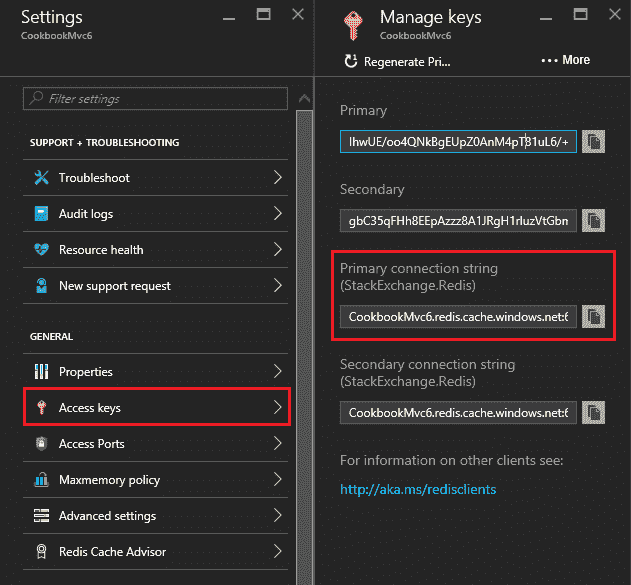 Settings
CookbookMvc6
Filter settings
SUPPORT + TROUBLESHOOTING
Troubleshoot
Audit logs
Resource health
New support request
GENERAL
Properties
Access keys
Access Ports
Maxmemory policy
Advanced settings
Redis Cache Advisor
Manage keys
CookbookMvc6
Regenerate Pri...
••• More
Primary
Secondary
Primary connection string
(StackExchange.Redis)
CookbookMvc6.redis.cache.windows.net:6
Secondary connection string
(StackExchange.Redis)
CookbookMvc6.redis.cache.windows.net:6
For information on other clients see:
http://aka.ms/redisclients